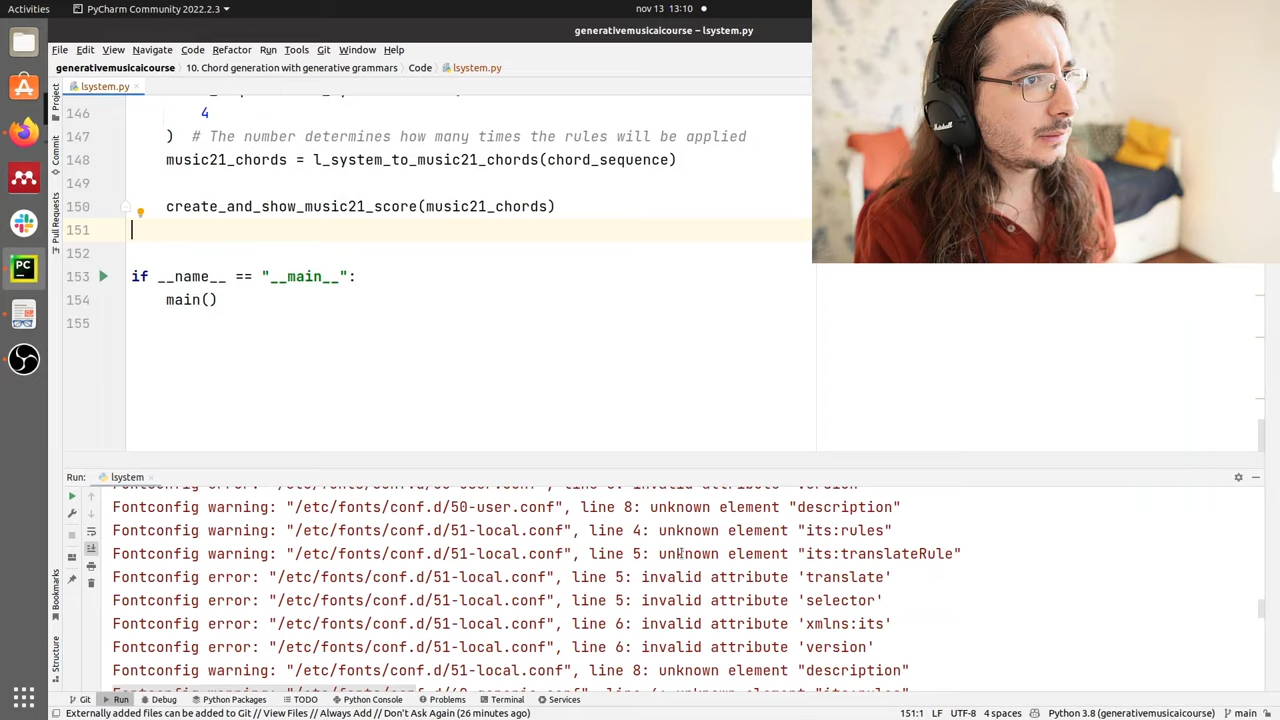 Activities
PyCharm Community 2022.2.3
nov 13 13:10
generativemusicaicourse – lsystem.py
File Edit View Navigate Code Refactor Run Tools Git Window Help
generativemusicaicourse 10. Chord generation with generative grammars Code lsystem.py
lsystem.py
Project
Commit
Pull Requests
146 4
147 ) # The number determines how many times the rules will be applied
148 music21_chords = l_system_to_music21_chords(chord_sequence)
149
150 create_and_show_music21_score(music21_chords)
151
152
153 if __name__ == "__main__":
154 main()
155
PC
Marshall
Run: lsystem
Fontconfig warning: "/etc/fonts/conf.d/50-user.conf", line 8: unknown element "description"
Fontconfig warning: "/etc/fonts/conf.d/51-local.conf", line 4: unknown element "its:rules"
Fontconfig warning: "/etc/fonts/conf.d/51-local.conf", line 5: unknown element "its:translateRule"
Fontconfig error: "/etc/fonts/conf.d/51-local.conf", line 5: invalid attribute 'translate'
Fontconfig error: "/etc/fonts/conf.d/51-local.conf", line 5: invalid attribute 'selector'
Fontconfig error: "/etc/fonts/conf.d/51-local.conf", line 6: invalid attribute 'xmlns:its'
Fontconfig error: "/etc/fonts/conf.d/51-local.conf", line 6: invalid attribute 'version'
Fontconfig warning: "/etc/fonts/conf.d/51-local.conf", line 8: unknown element "description"
Bookmarks
Structure
Git Run Debug Python Packages TODO Python Console Problems Terminal Services
Externally added files can be added to Git // View Files // Always Add // Don't Ask Again (26 minutes ago)
151:1 LF UTF-8 4 spaces Python 3.8 (generativemusicaicourse) main